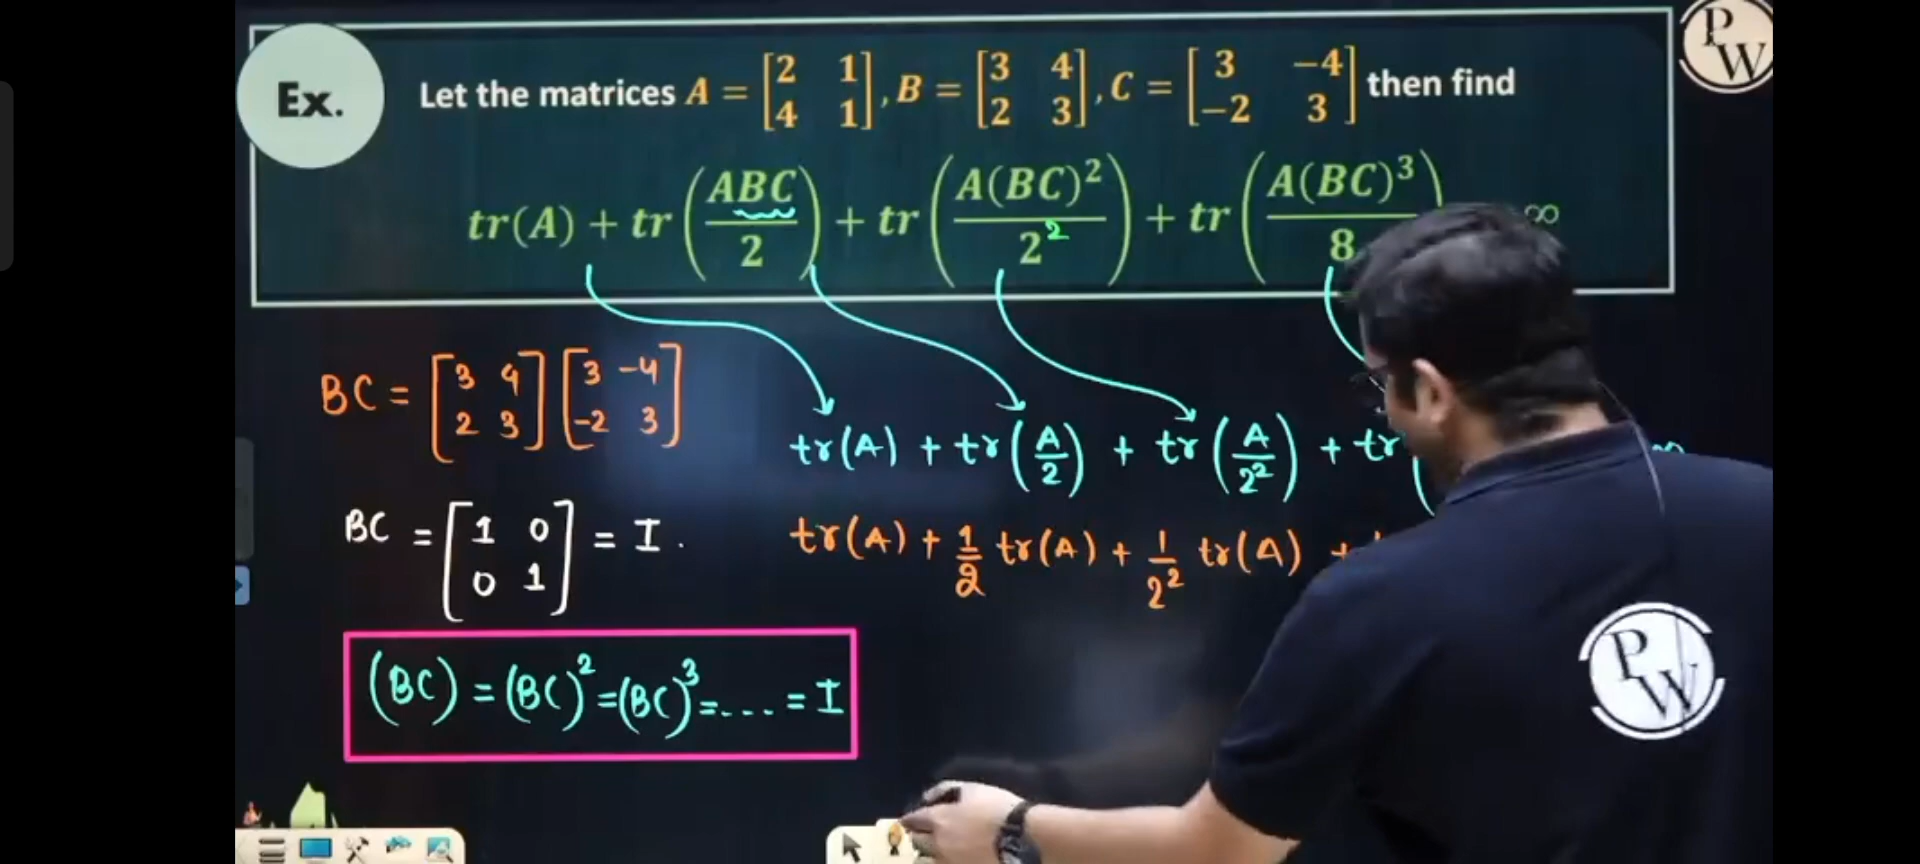 Ex.
Let the matrices A = [2 1; 4 1], B = [3 4; 2 3], C = [3 -4; -2 3] then find
tr(A) + tr(ABC/2) + tr(A(BC)²/2²) + tr(A(BC)³/8) ∞
BC = [3 4; 2 3] [3 -4; -2 3]
tr(A) + tr(A/2) + tr(A/2²) + tr( ∞
BC = [1 0; 0 1] = I.
tr(A) + 1/2 tr(A) + 1/2² tr(A) +
(BC) = (BC)² = (BC)³ = .... = I
PW
PW